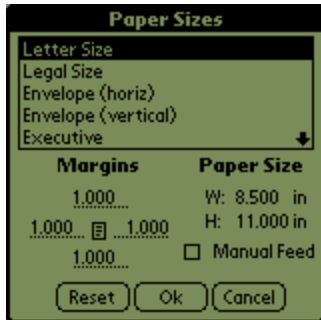 Paper Sizes
Letter Size
Legal Size
Envelope (horiz)
Envelope (vertical)
Executive
Margins
Paper Size
1.000
W: 8.500 in
1.000 1.000
H: 11.000 in
1.000
Manual Feed
Reset Ok Cancel